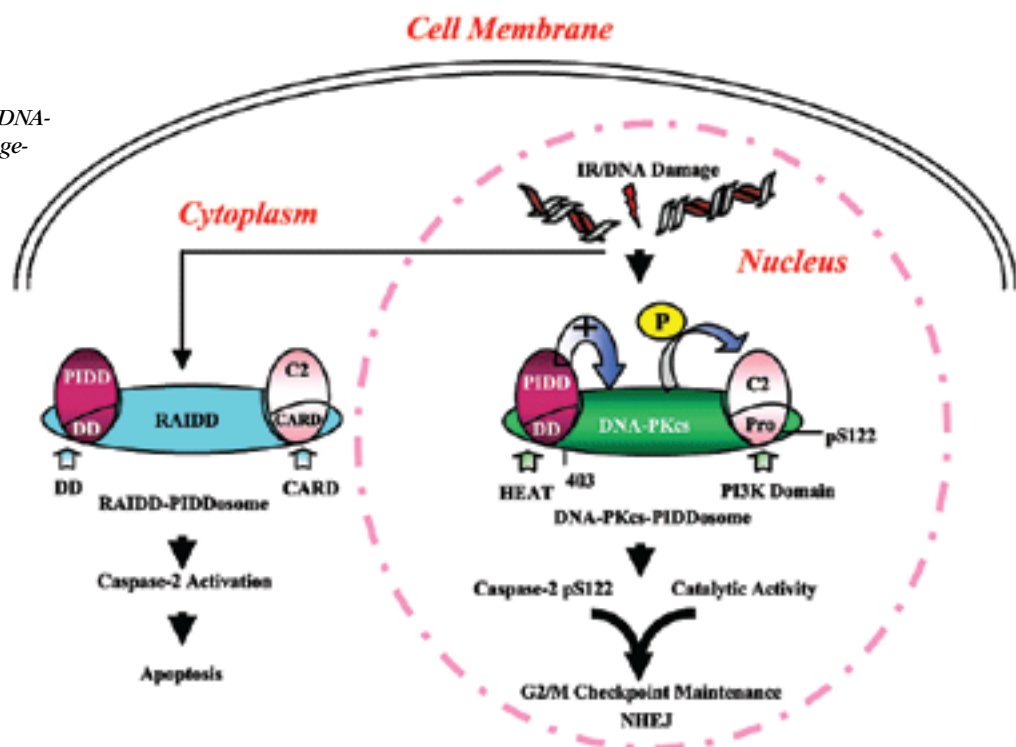 Cell Membrane
DNA-
ge-
IR/DNA Damage
Cytoplasm
Nucleus
P
+
PIDD
DD
RAIDD
C2
CARD
PIDD
DD
DNA-PKcs
C2
Pro
pS122
DD
CARD
RAIDD-PIDDosome
HEAT
403
PI3K Domain
DNA-PKcs-PIDDosome
Caspase-2 Activation
Caspase-2 pS122
Catalytic Activity
Apoptosis
G2/M Checkpoint Maintenance
NHEJ